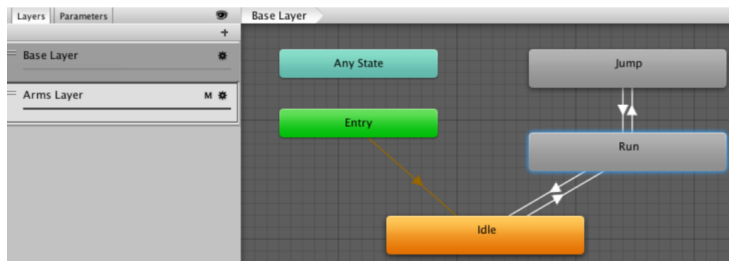 Layers Parameters
Base Layer
+
Base Layer
Arms Layer M
Any State
Jump
Entry
Run
Idle